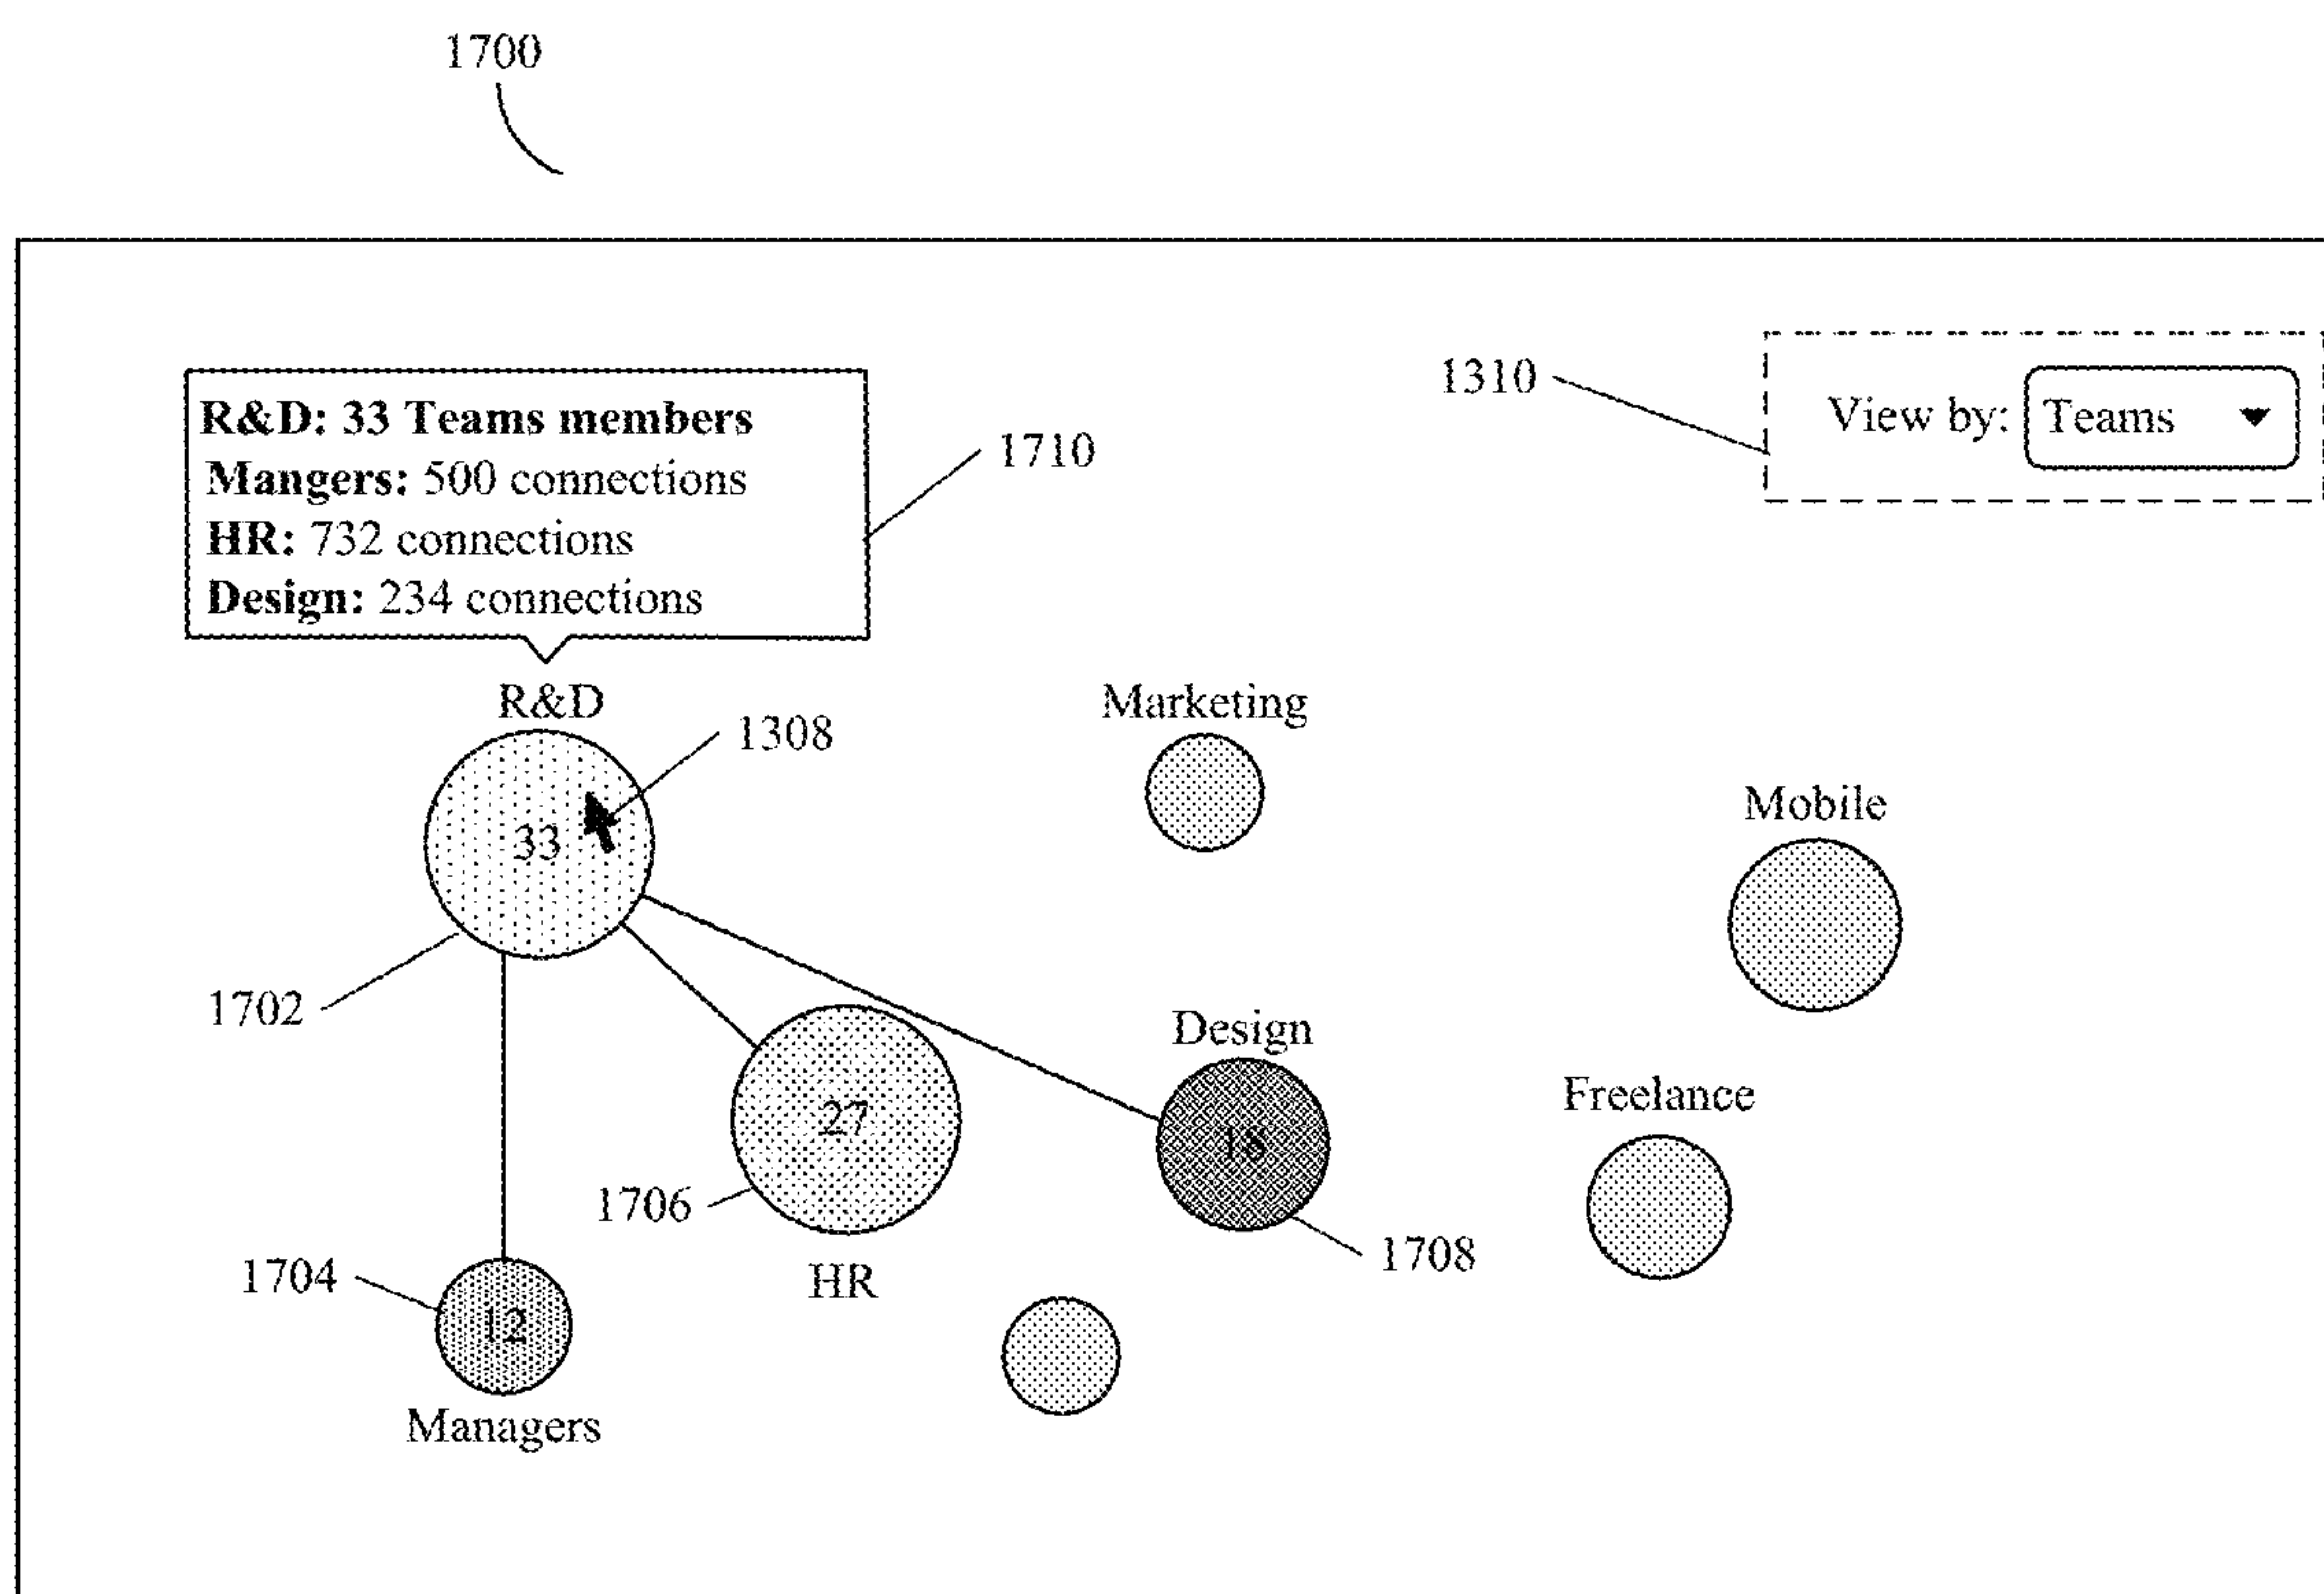 1700
1310
View by: Teams
R&D: 33 Teams members
Mangers: 500 connections
HR: 732 connections
Design: 234 connections
1710
R&D
1308
Marketing
Mobile
33
1702
Design
Freelance
27
18
1706
1708
HR
1704
12
Managers